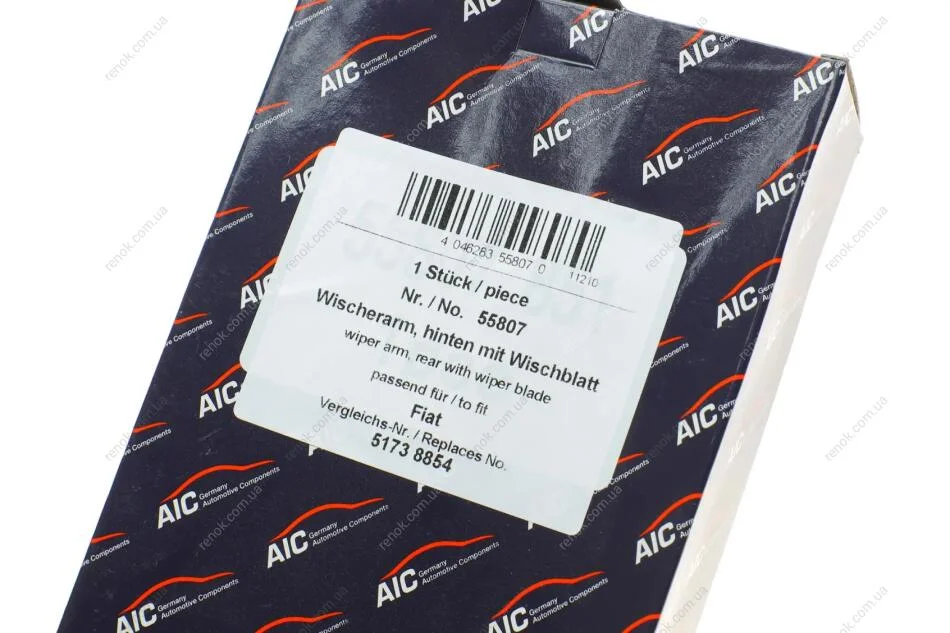 4 046263 55807 0 11210
1 Stück / piece
Nr. / No. 55807
Wischerarm, hinten mit Wischblatt
wiper arm, rear with wiper blade
passend für / to fit
Fiat
Vergleichs-Nr. / Replaces No.
5173 8854
AIC Germany
Automotive Components
renok.com.ua